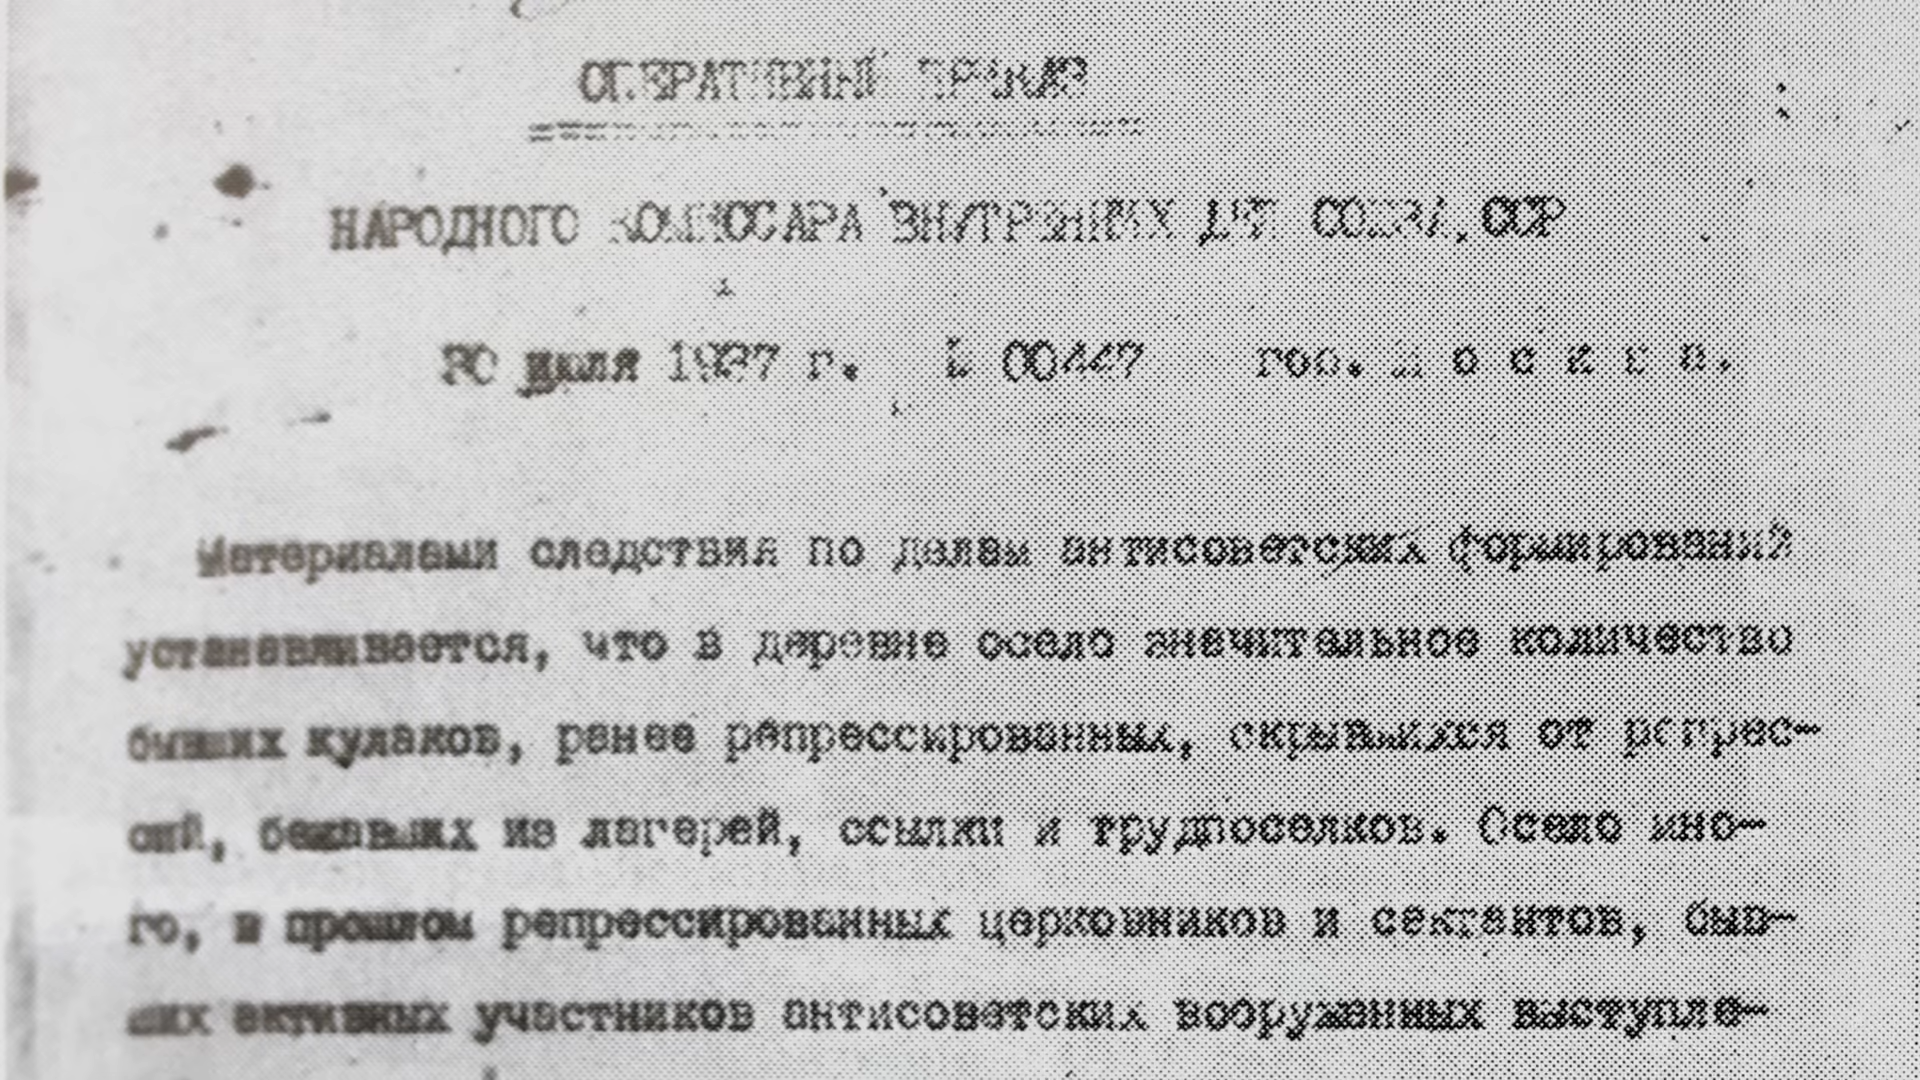 ОПЕРАТИВНЫЙ ПРИКАЗ
НАРОДНОГО КОМИССАРА ВНУТРЕННИХ ДЕЛ СОЮЗА ССР
30 июля 1937 г. № 00447 гор. М о с к в а.
Материалами следствия по делам антисоветских формирований
устанавливается, что в деревне осело значительное количество
бывших кулаков, ранее репрессированных, скрывшихся от репрес-
сий, бежавших из лагерей, ссылки и трудпоселков. Осело мно-
го, в прошлом репрессированных церковников и сектантов, быв-
ших активных участников антисоветских вооруженных выступле-